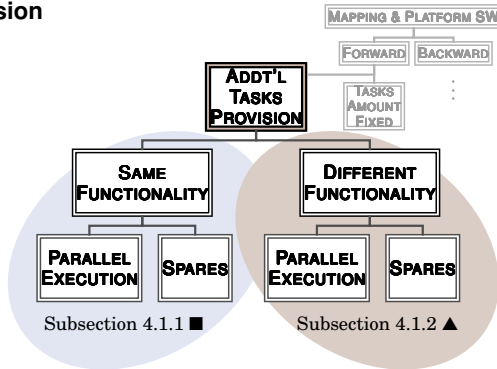 sion
MAPPING & PLATFORM SW
FORWARD BACKWARD
ADDT'L
TASKS
PROVISION
TASKS
AMOUNT
FIXED
SAME
FUNCTIONALITY
DIFFERENT
FUNCTIONALITY
PARALLEL
EXECUTION
SPARES
PARALLEL
EXECUTION
SPARES
Subsection 4.1.1 ■
Subsection 4.1.2 ▲